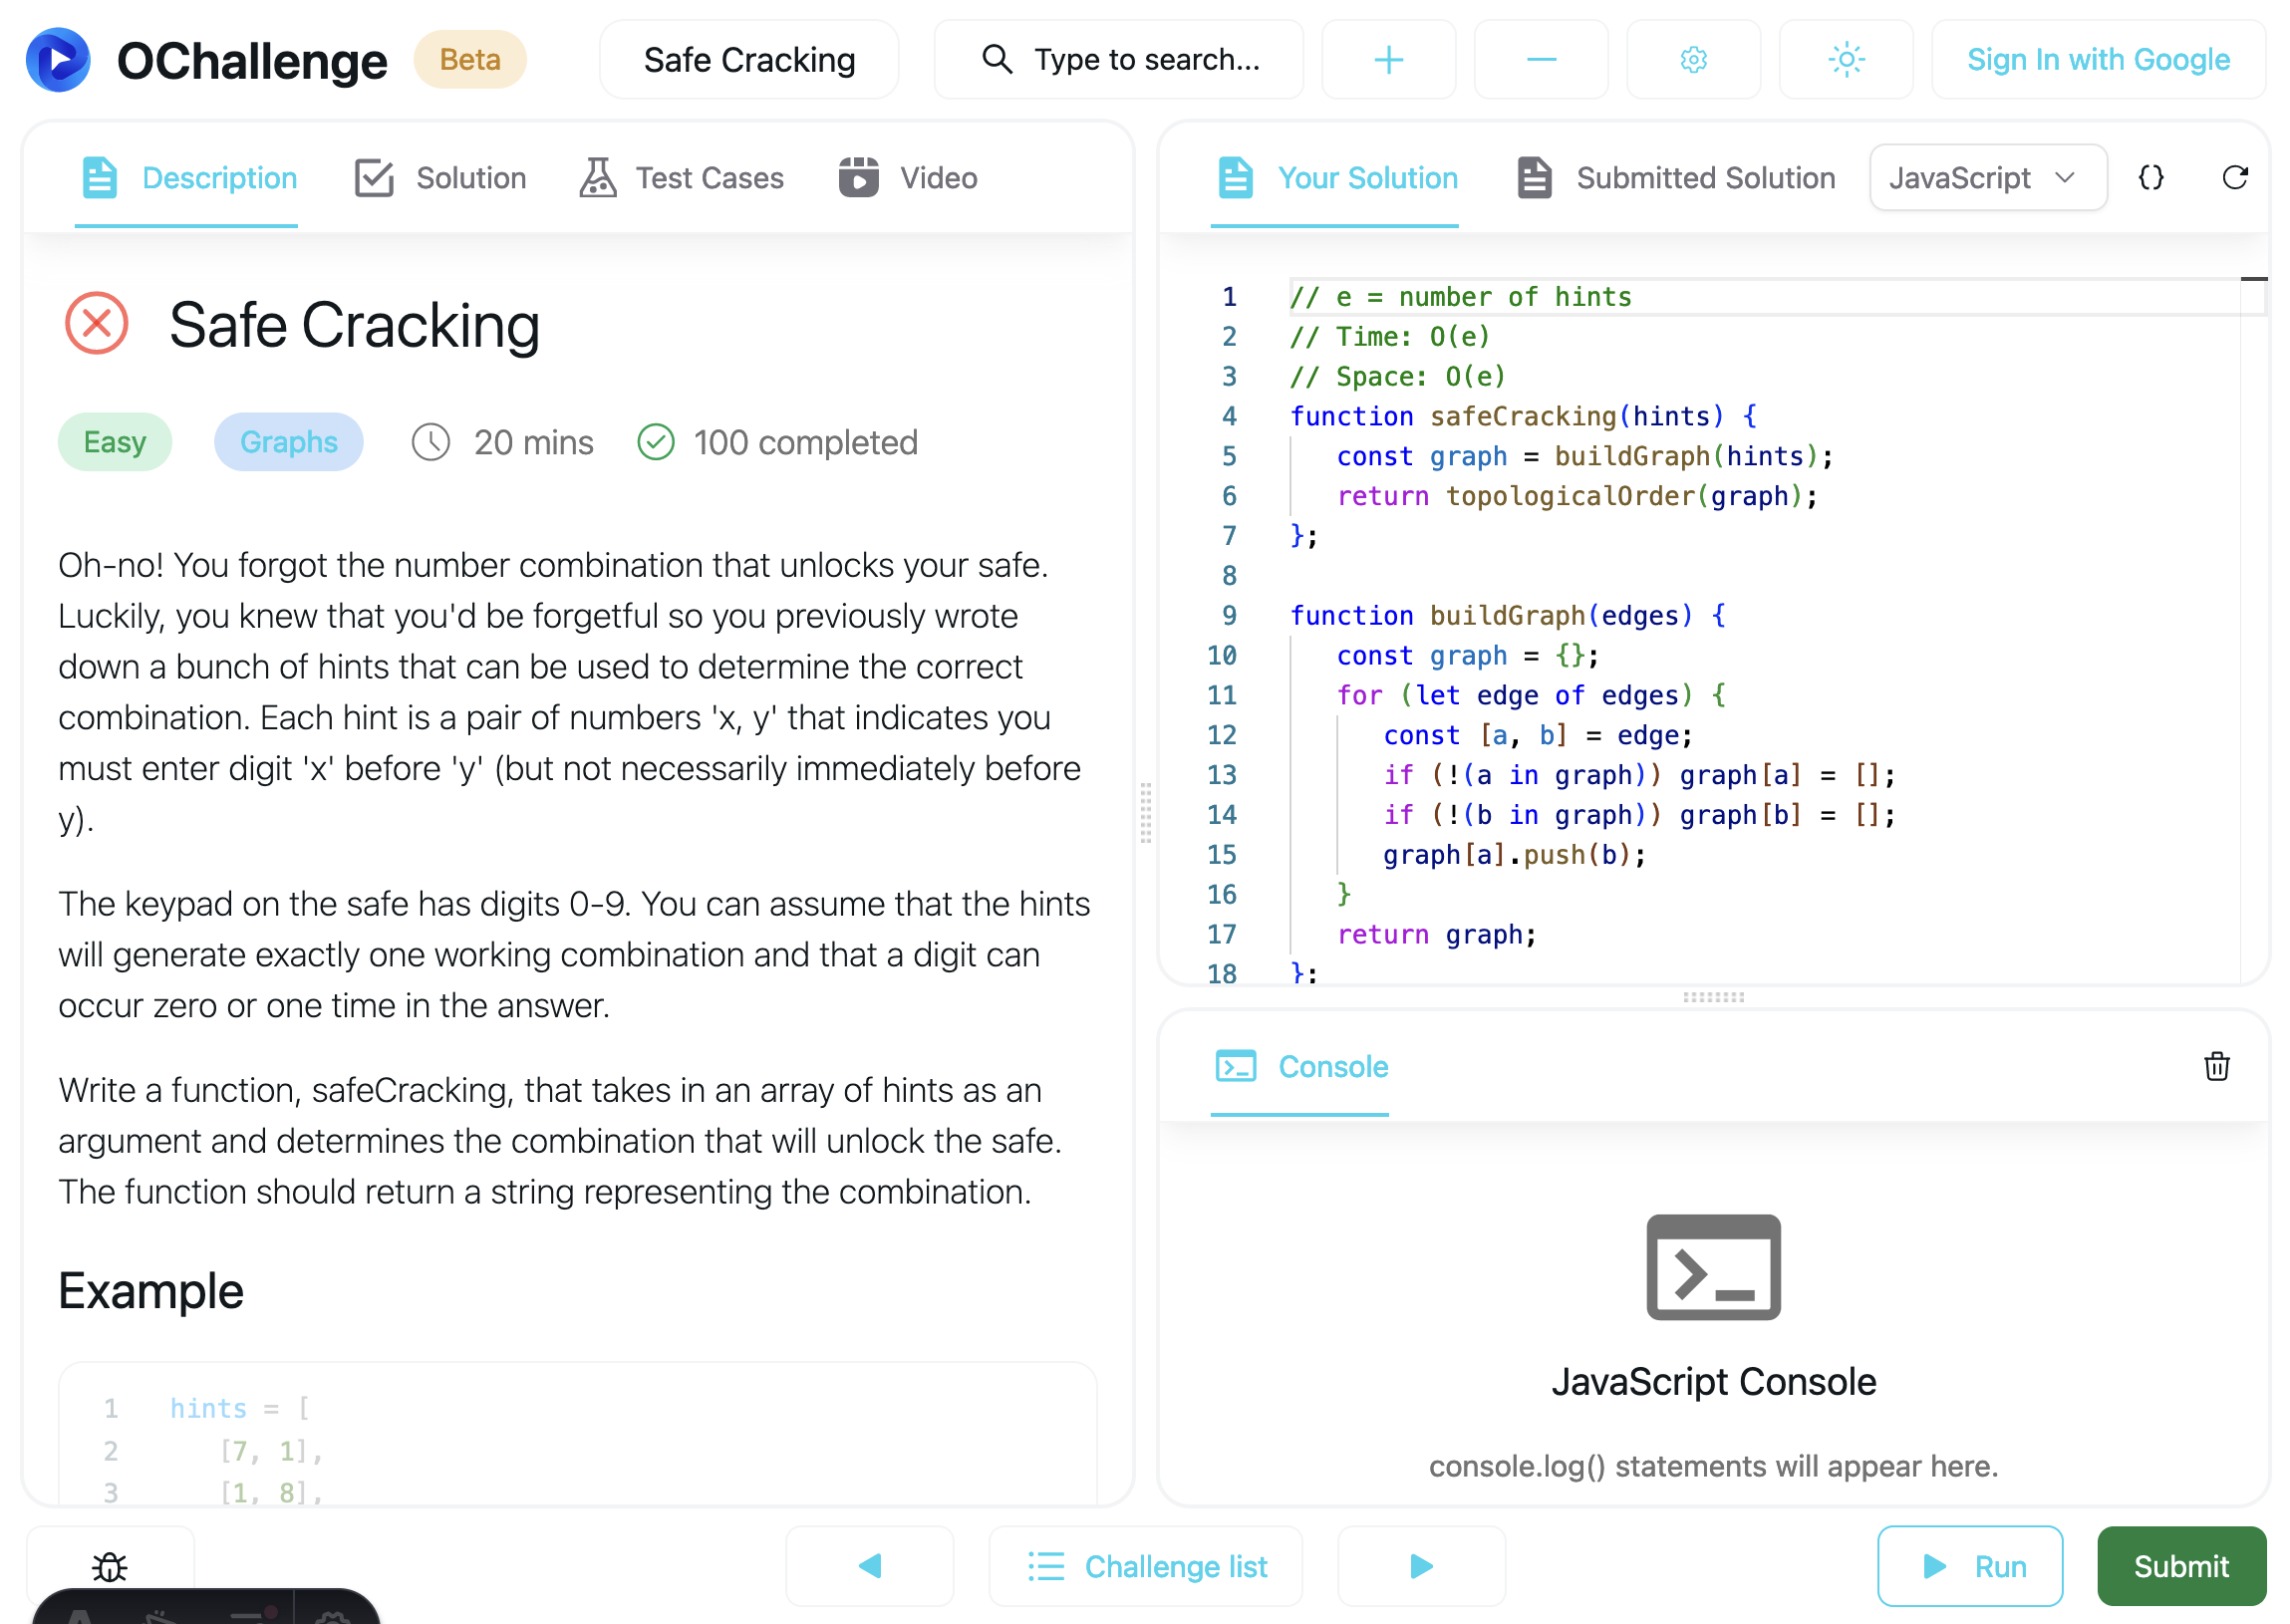 OChallenge Beta Safe Cracking Type to search... Sign In with Google
Description Solution Test Cases Video
Safe Cracking
Easy Graphs 20 mins 100 completed
Oh-no! You forgot the number combination that unlocks your safe.
Luckily, you knew that you'd be forgetful so you previously wrote
down a bunch of hints that can be used to determine the correct
combination. Each hint is a pair of numbers 'x, y' that indicates you
must enter digit 'x' before 'y' (but not necessarily immediately before
y).
The keypad on the safe has digits 0-9. You can assume that the hints
will generate exactly one working combination and that a digit can
occur zero or one time in the answer.
Write a function, safeCracking, that takes in an array of hints as an
argument and determines the combination that will unlock the safe.
The function should return a string representing the combination.
Example
1 hints = [
2 [7, 1],
3 [1, 8],
Your Solution Submitted Solution JavaScript {}
1 // e = number of hints
2 // Time: O(e)
3 // Space: O(e)
4 function safeCracking(hints) {
5 const graph = buildGraph(hints);
6 return topologicalOrder(graph);
7 };
8
9 function buildGraph(edges) {
10 const graph = {};
11 for (let edge of edges) {
12 const [a, b] = edge;
13 if (!(a in graph)) graph[a] = [];
14 if (!(b in graph)) graph[b] = [];
15 graph[a].push(b);
16 }
17 return graph;
18 };
Console
JavaScript Console
console.log() statements will appear here.
Challenge list Run Submit